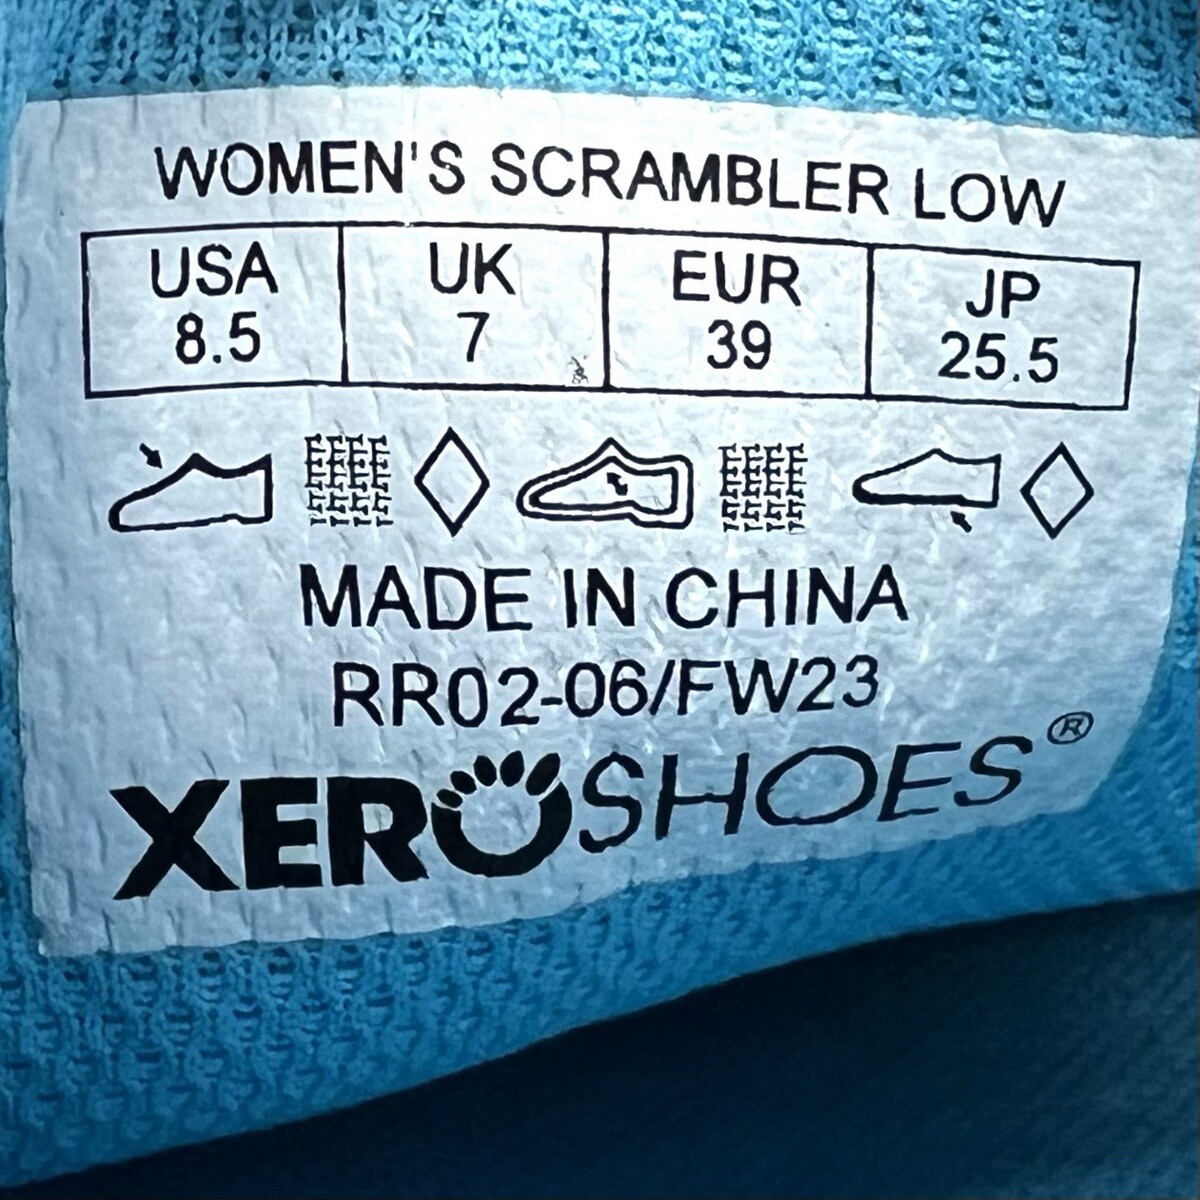 WOMEN'S SCRAMBLER LOW
USA UK EUR JP
8.5 7 39 25.5
MADE IN CHINA
RR02-06/FW23
XEROSHOES®